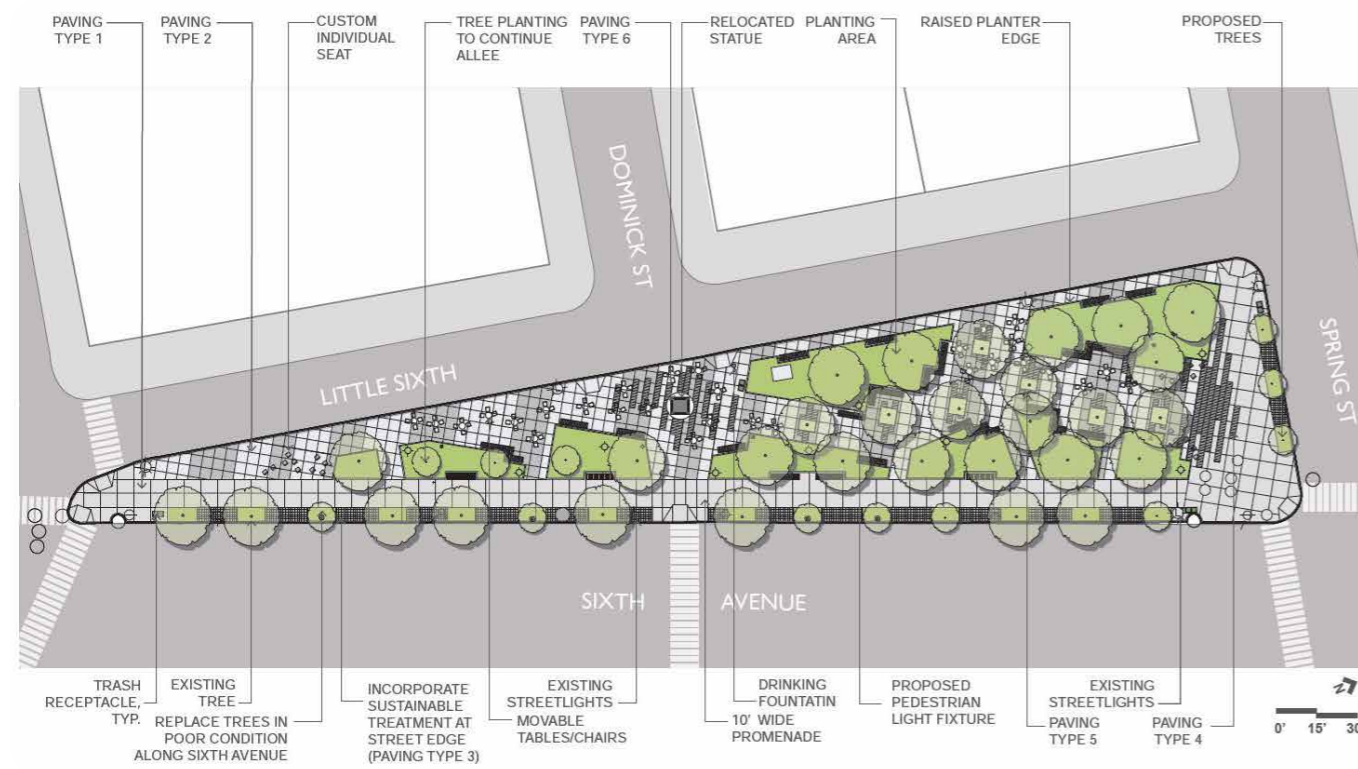 PAVING
TYPE 1
PAVING
TYPE 2
CUSTOM
INDIVIDUAL
SEAT
TREE PLANTING
TO CONTINUE
ALLEE
PAVING
TYPE 6
RELOCATED
STATUE
PLANTING
AREA
RAISED PLANTER
EDGE
PROPOSED
TREES
DOMINICK ST
LITTLE SIXTH
SPRING ST
SIXTH AVENUE
TRASH
RECEPTACLE,
TYP.
EXISTING
TREE
REPLACE TREES IN
POOR CONDITION
ALONG SIXTH AVENUE
INCORPORATE
SUSTAINABLE
TREATMENT AT
STREET EDGE
(PAVING TYPE 3)
EXISTING
STREETLIGHTS
MOVABLE
TABLES/CHAIRS
DRINKING
FOUNTATIN
10' WIDE
PROMENADE
PROPOSED
PEDESTRIAN
LIGHT FIXTURE
EXISTING
STREETLIGHTS
PAVING
TYPE 5
PAVING
TYPE 4
Z
0' 15' 30